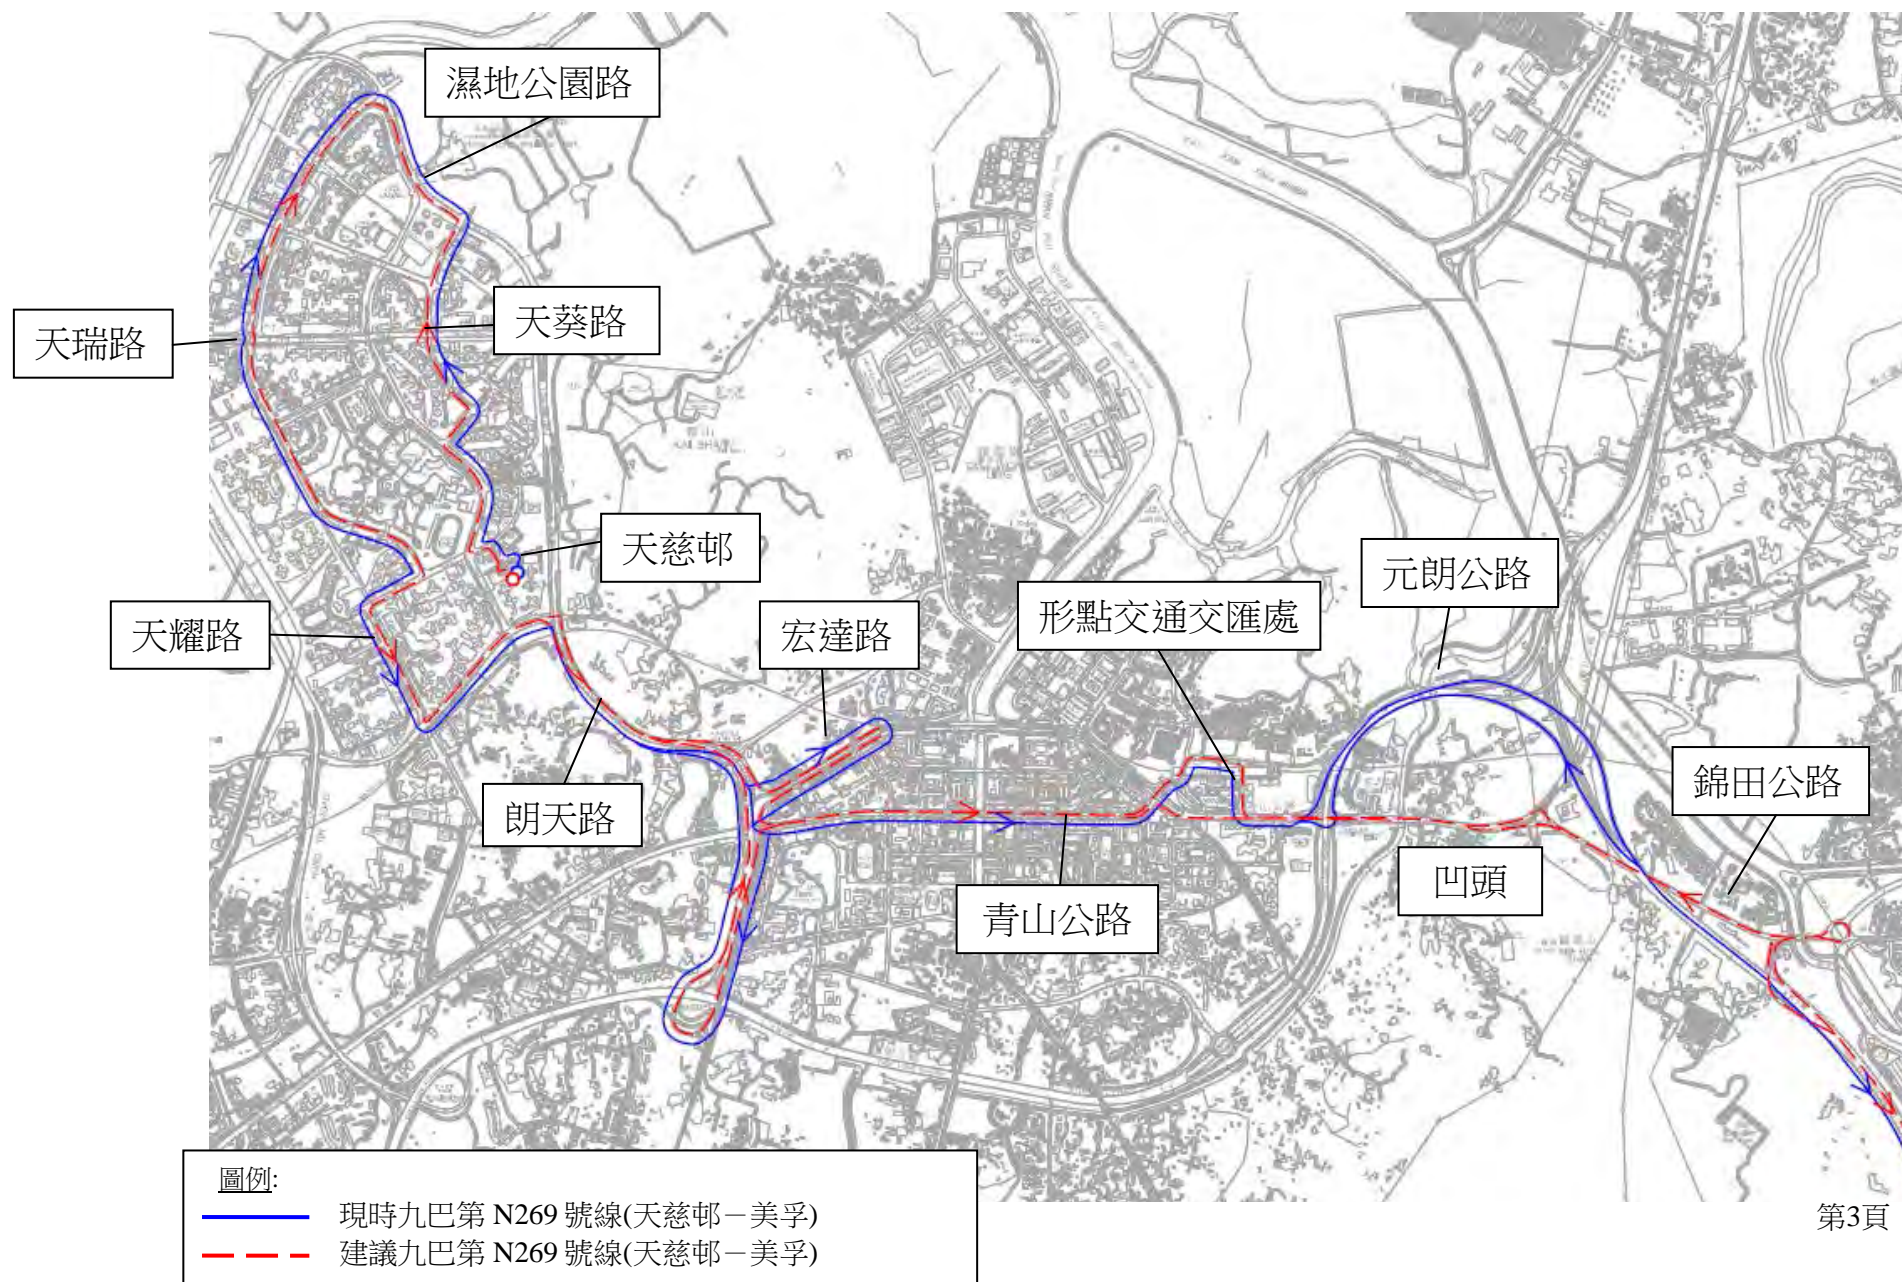 濕地公園路
天葵路
天瑞路
天慈邨
元朗公路
形點交通交匯處
宏達路
天耀路
錦田公路
朗天路
凹頭
青山公路
圖例:
現時九巴第 N269 號線(天慈邨－美孚)
建議九巴第 N269 號線(天慈邨－美孚)
第3頁